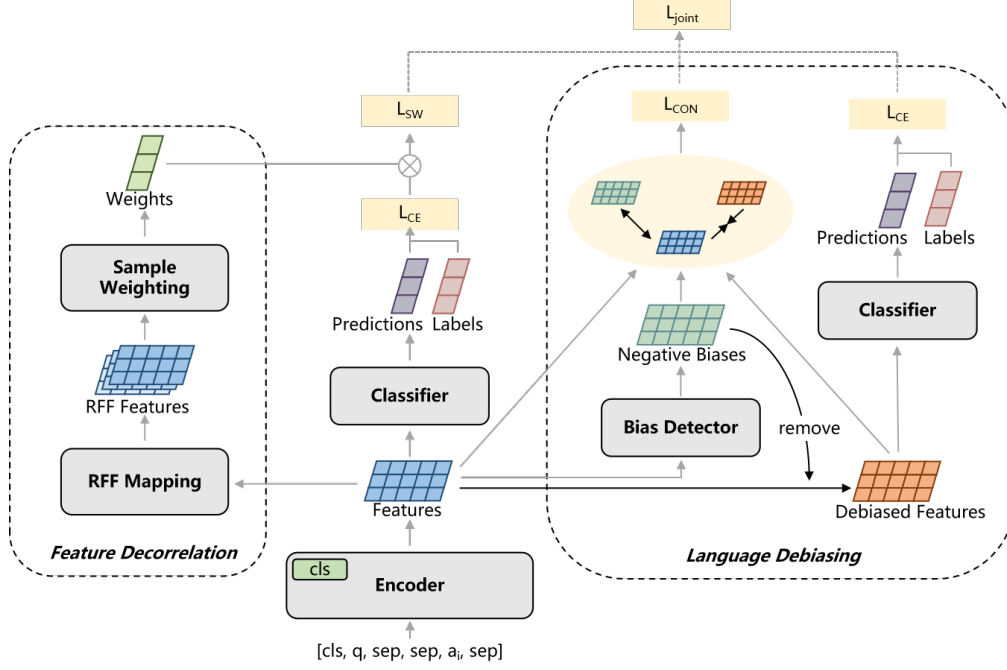 L_joint
L_SW
L_CON
L_CE
Weights
L_CE
Predictions
Labels
Sample
Weighting
Predictions
Labels
Classifier
Negative Biases
RFF Features
Classifier
Bias Detector
remove
RFF Mapping
Features
Debiased Features
Feature Decorrelation
Language Debiasing
cls
Encoder
[cls, q, sep, sep, a_i, sep]